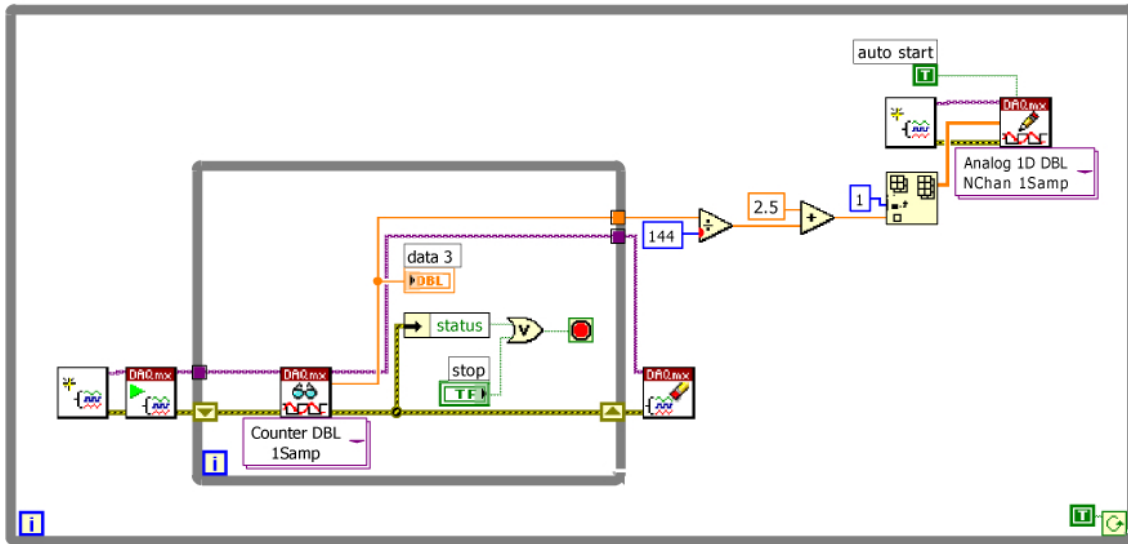 auto start
T
DAQmx
Analog 1D DBL
NChan 1Samp
2.5
1
÷
+
144
data 3
DBL
status
V
stop
TF
DAQmx
DAQmx
DAQmx
Counter DBL
1Samp
i
i
T